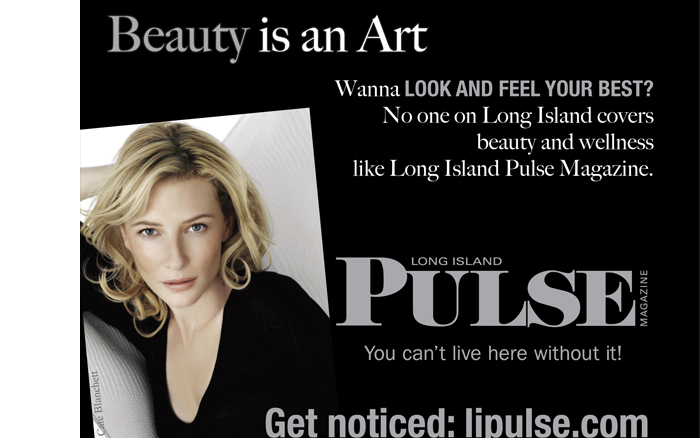 Beauty is an Art
Wanna LOOK AND FEEL YOUR BEST?
No one on Long Island covers
beauty and wellness
like Long Island Pulse Magazine.
LONG ISLAND
PULSE
MAGAZINE
You can't live here without it!
Cate Blanchett
Get noticed: lipulse.com